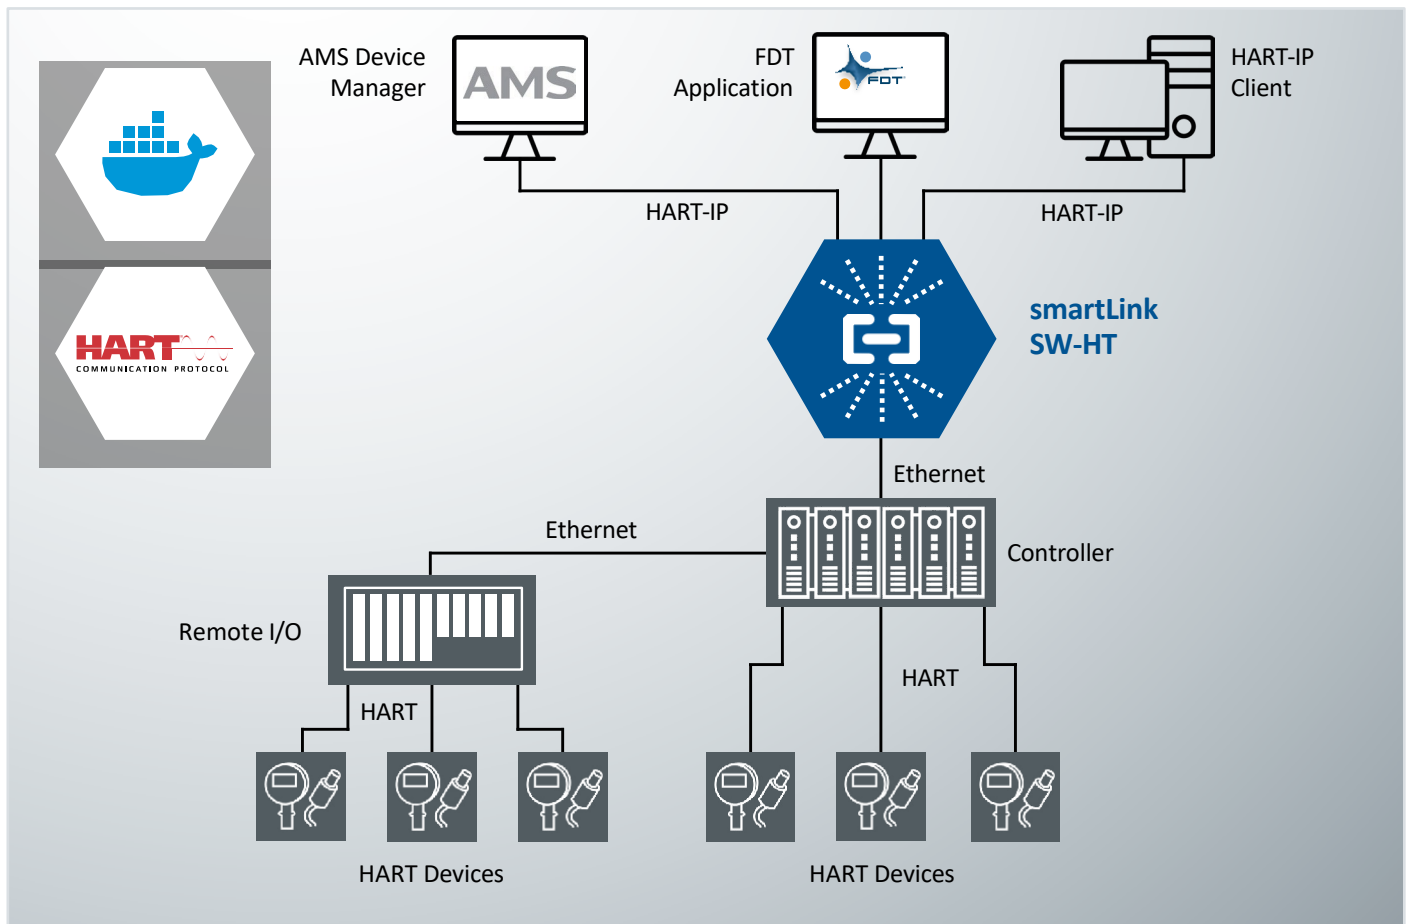 AMS Device
Manager
AMS
FDT
Application
FDT
HART-IP
Client
HART-IP
HART-IP
HART
COMMUNICATION PROTOCOL
smartLink
SW-HT
Ethernet
Ethernet
Controller
Remote I/O
HART
HART
HART Devices
HART Devices